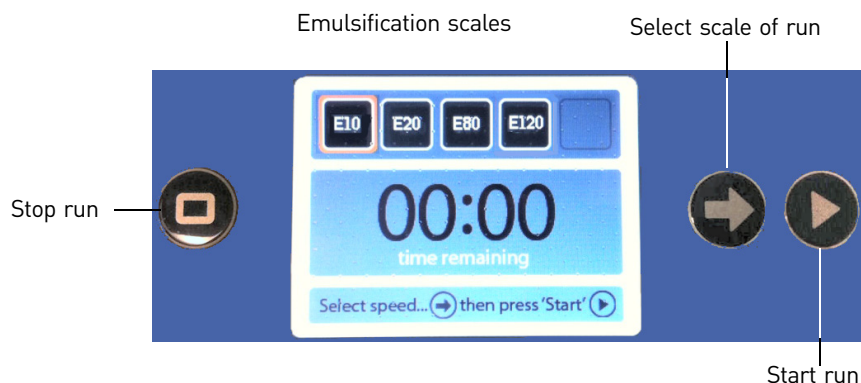 Emulsification scales
Select scale of run
E10 E20 E80 E120
Stop run
00:00
time remaining
Select speed... then press 'Start'
Start run